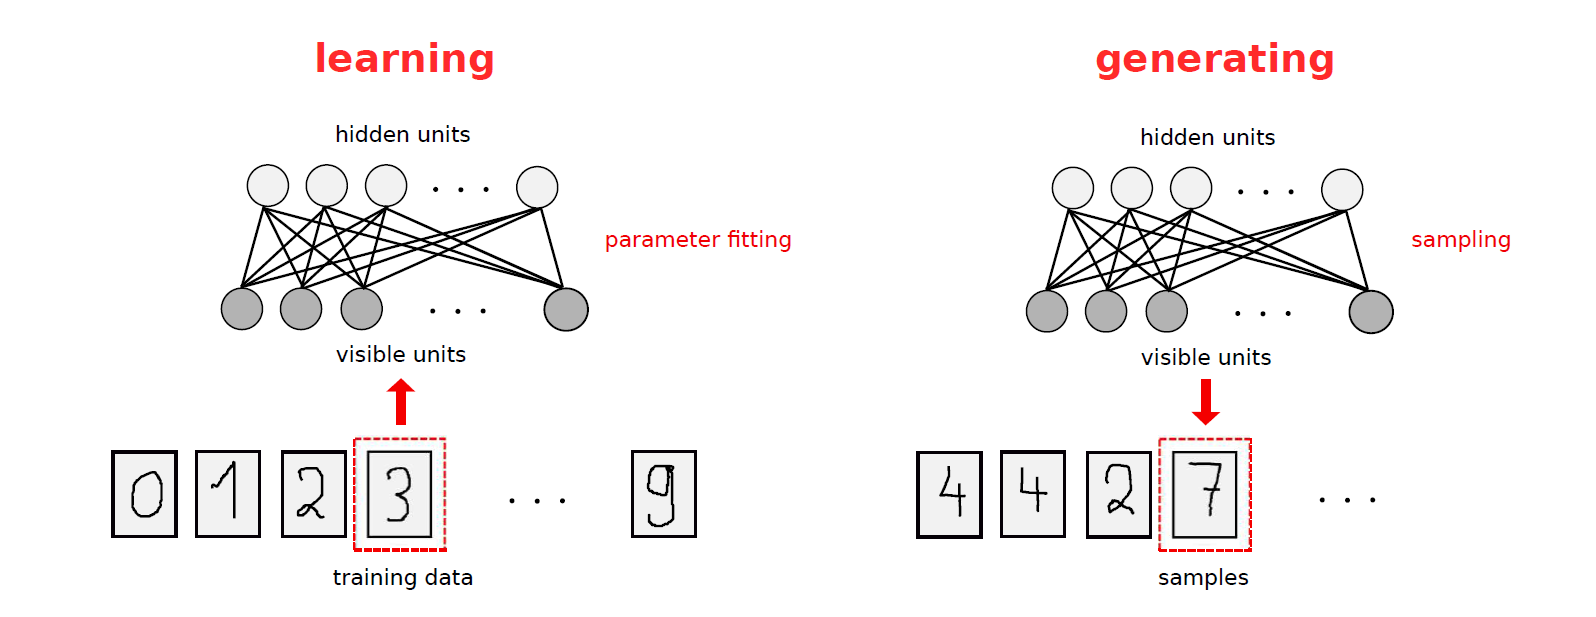 learning
hidden units
. . .
parameter fitting
. . .
visible units
0 1 2 3 . . . 9
training data
generating
hidden units
. . .
sampling
. . .
visible units
4 4 2 7 . . .
samples